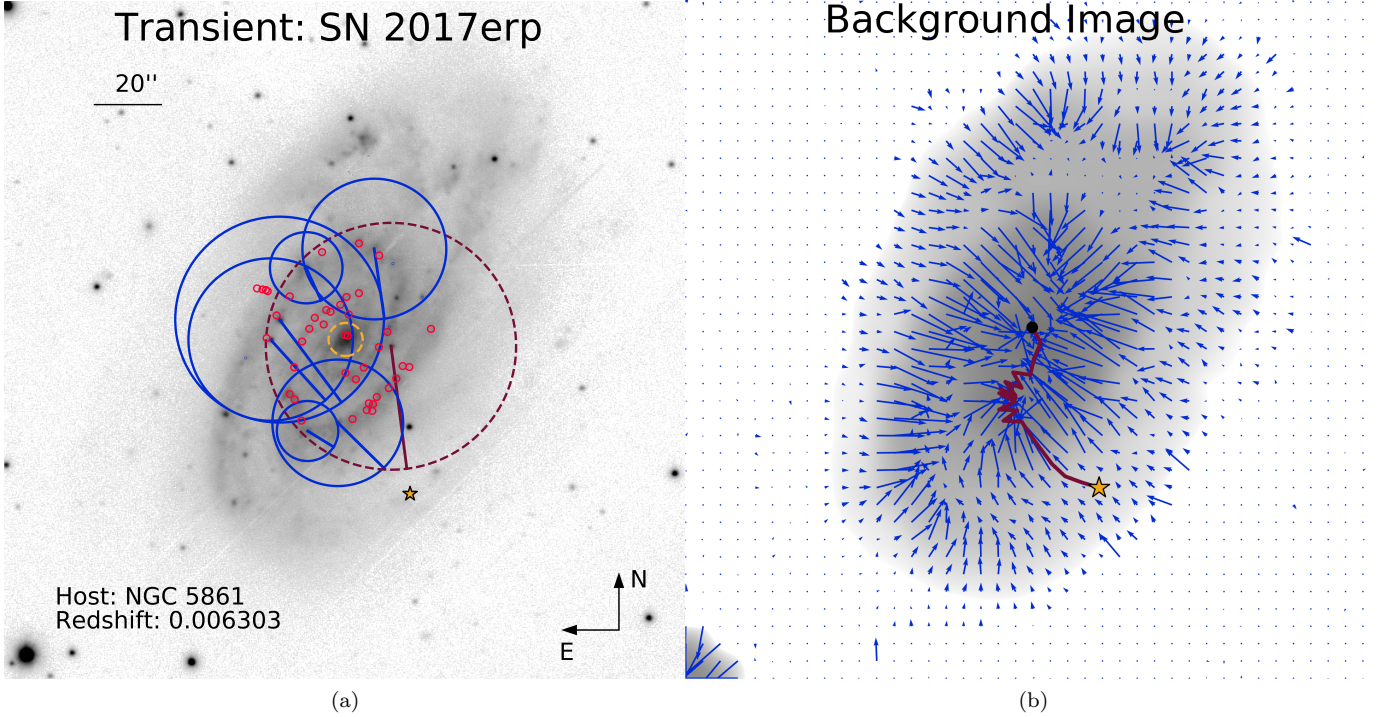 Transient: SN 2017erp
20''
Host: NGC 5861
Redshift: 0.006303
N
E
(a)
Background Image
(b)